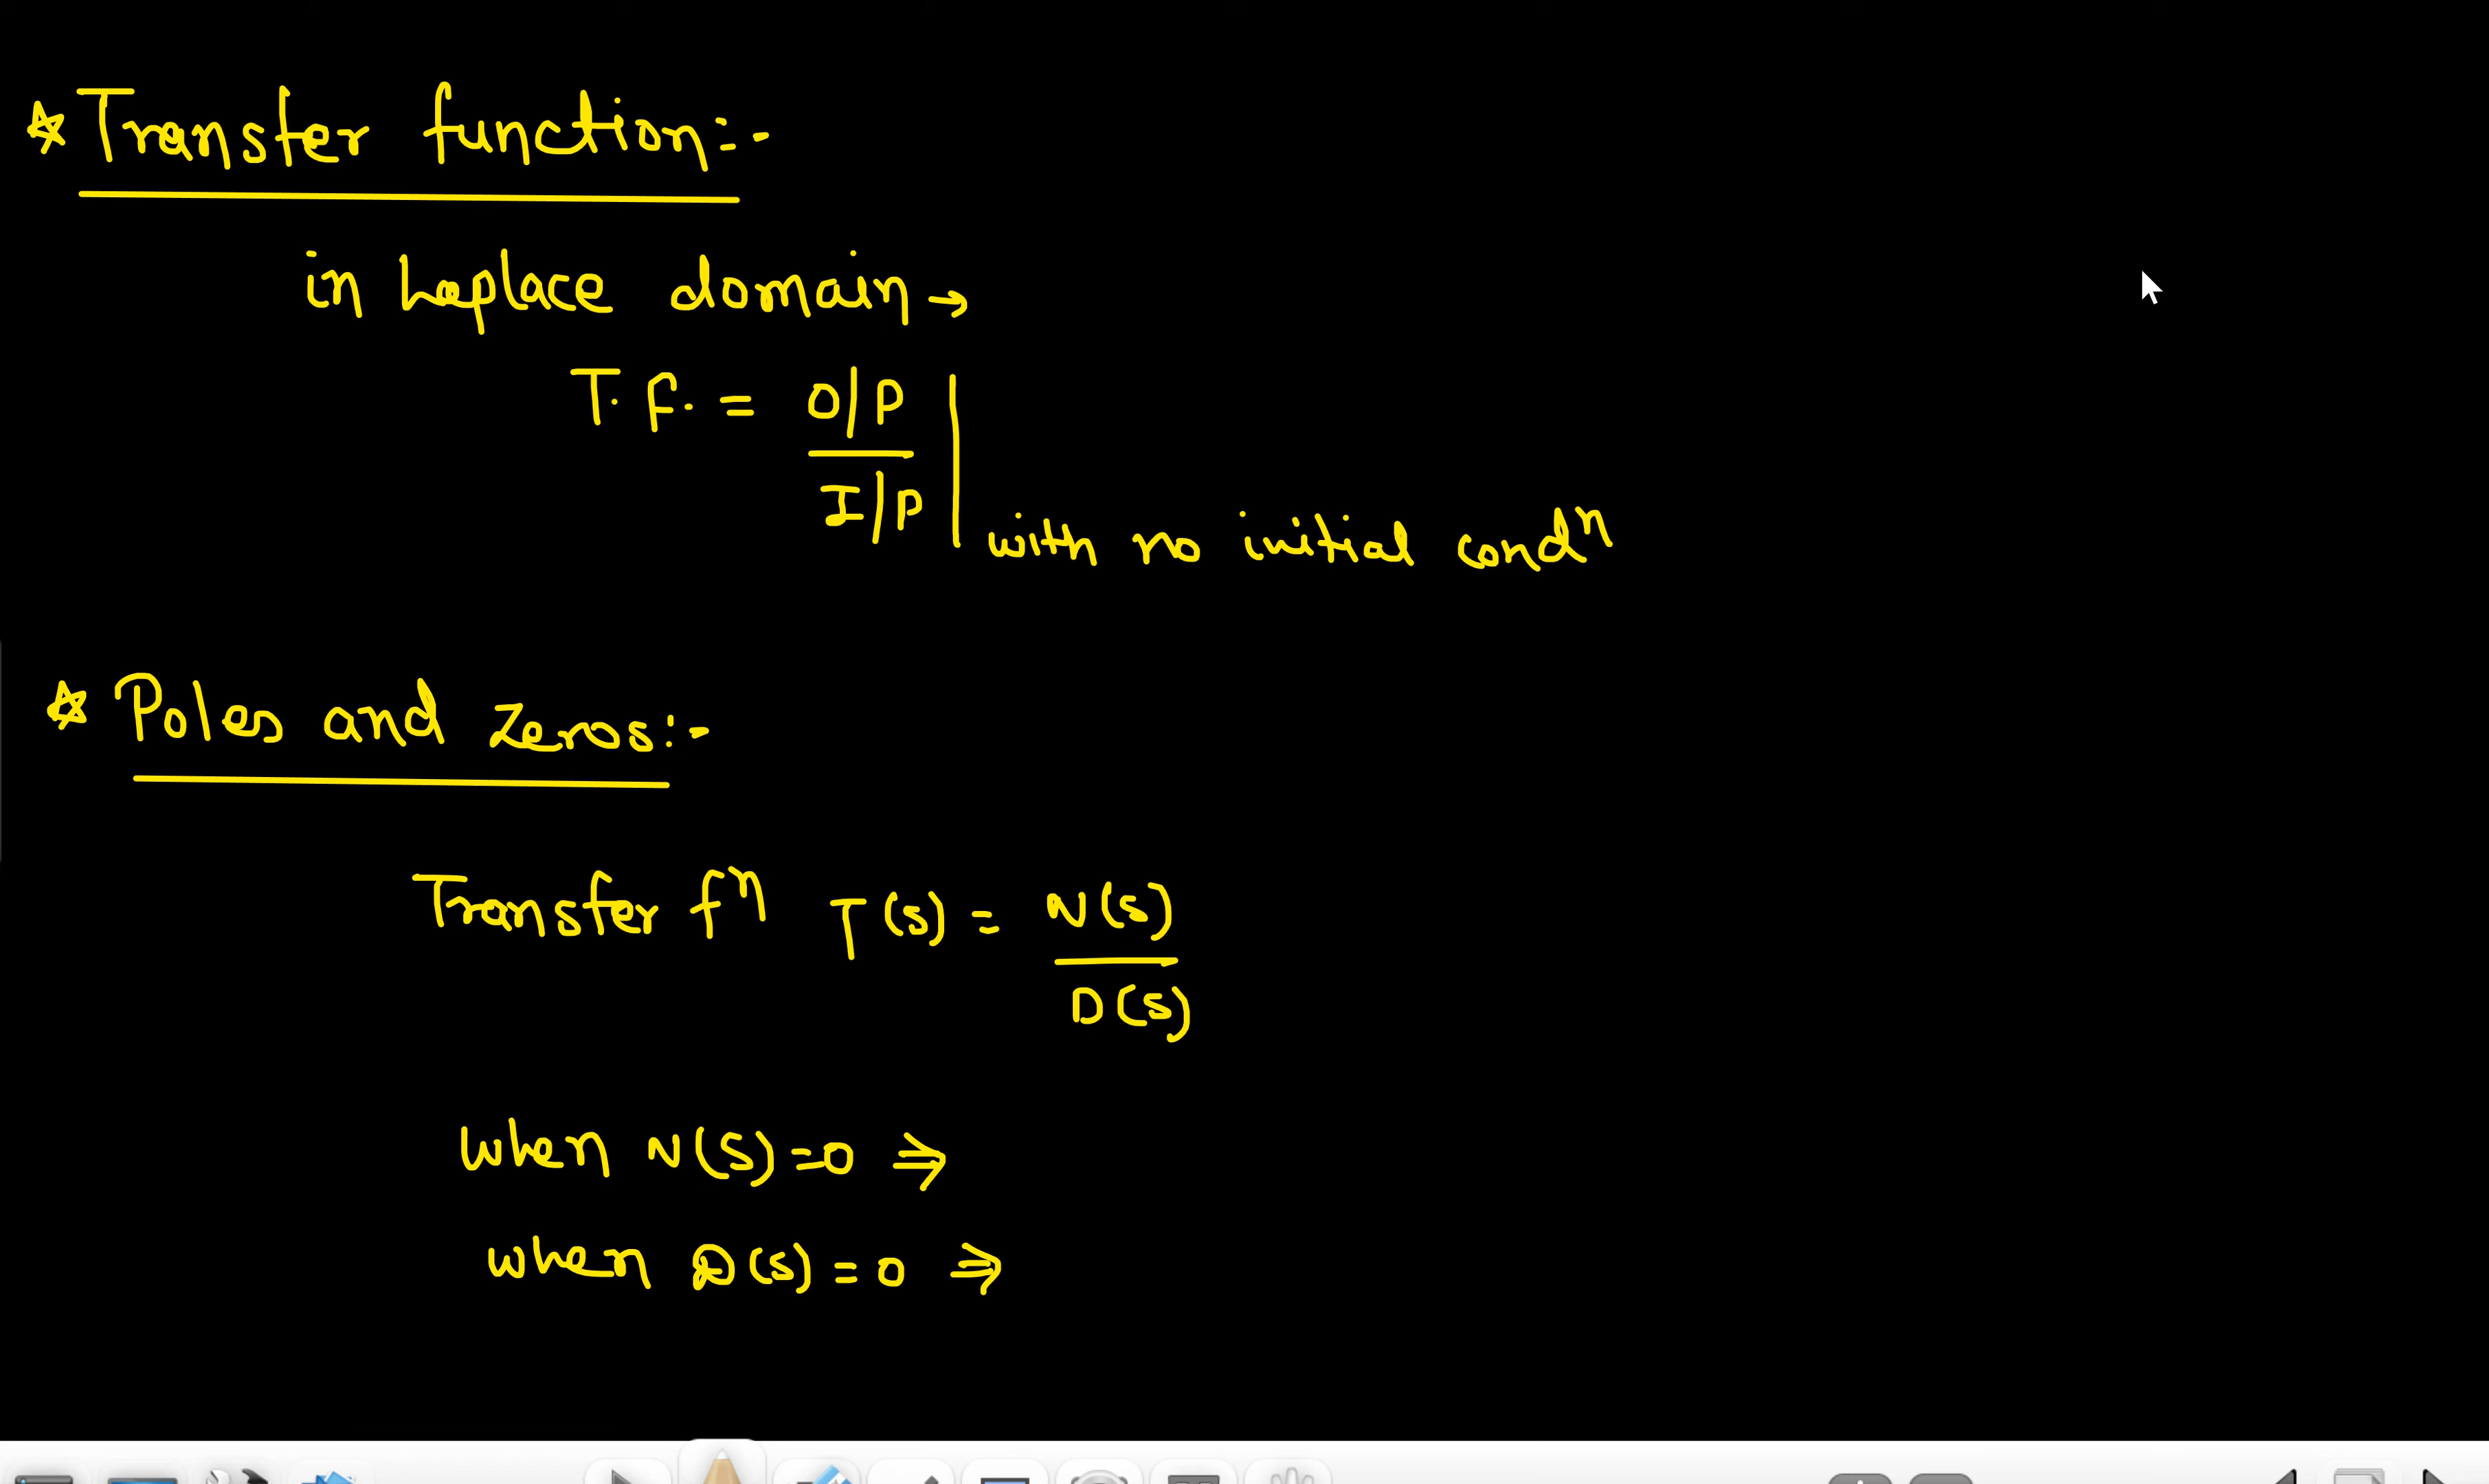 ☆ Transfer function:-
in Laplace domain →
T.F. = O|P
I|P
with no initial condⁿ
☆ Poles and zeros:-
Transfer fⁿ T(s) = N(s)
D(s)
when N(s)=0 ⇒
when D(s)=0 ⇒